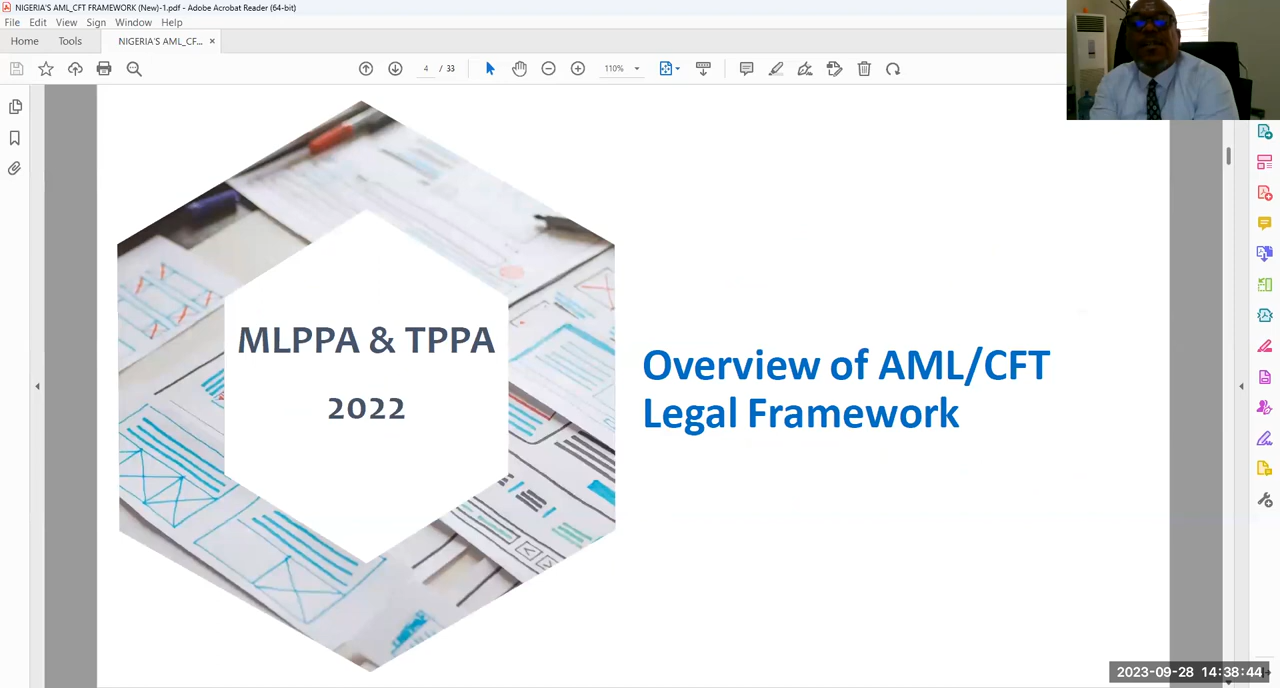 NIGERIA'S AML_CFT FRAMEWORK (New)-1.pdf - Adobe Acrobat Reader (64-bit)
File Edit View Sign Window Help
Home Tools NIGERIA'S AML_CF... ×
4 / 33 110%
MLPPA & TPPA
2022
Overview of AML/CFT
Legal Framework
2023-09-28 14:38:44